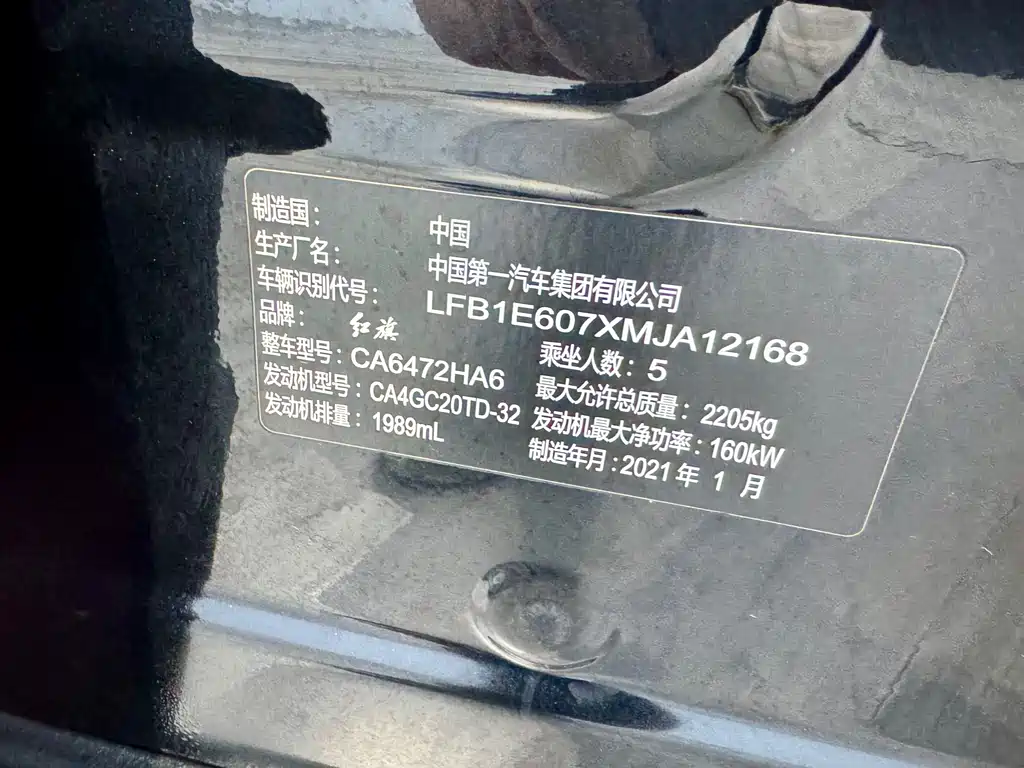 制造国： 中国
生产厂名： 中国第一汽车集团有限公司
车辆识别代号： LFB1E607XMJA12168
品牌： 红旗 乘坐人数：5
整车型号：CA6472HA6 最大允许总质量：2205kg
发动机型号：CA4GC20TD-32 发动机最大净功率：160kW
发动机排量：1989mL 制造年月：2021年 1 月